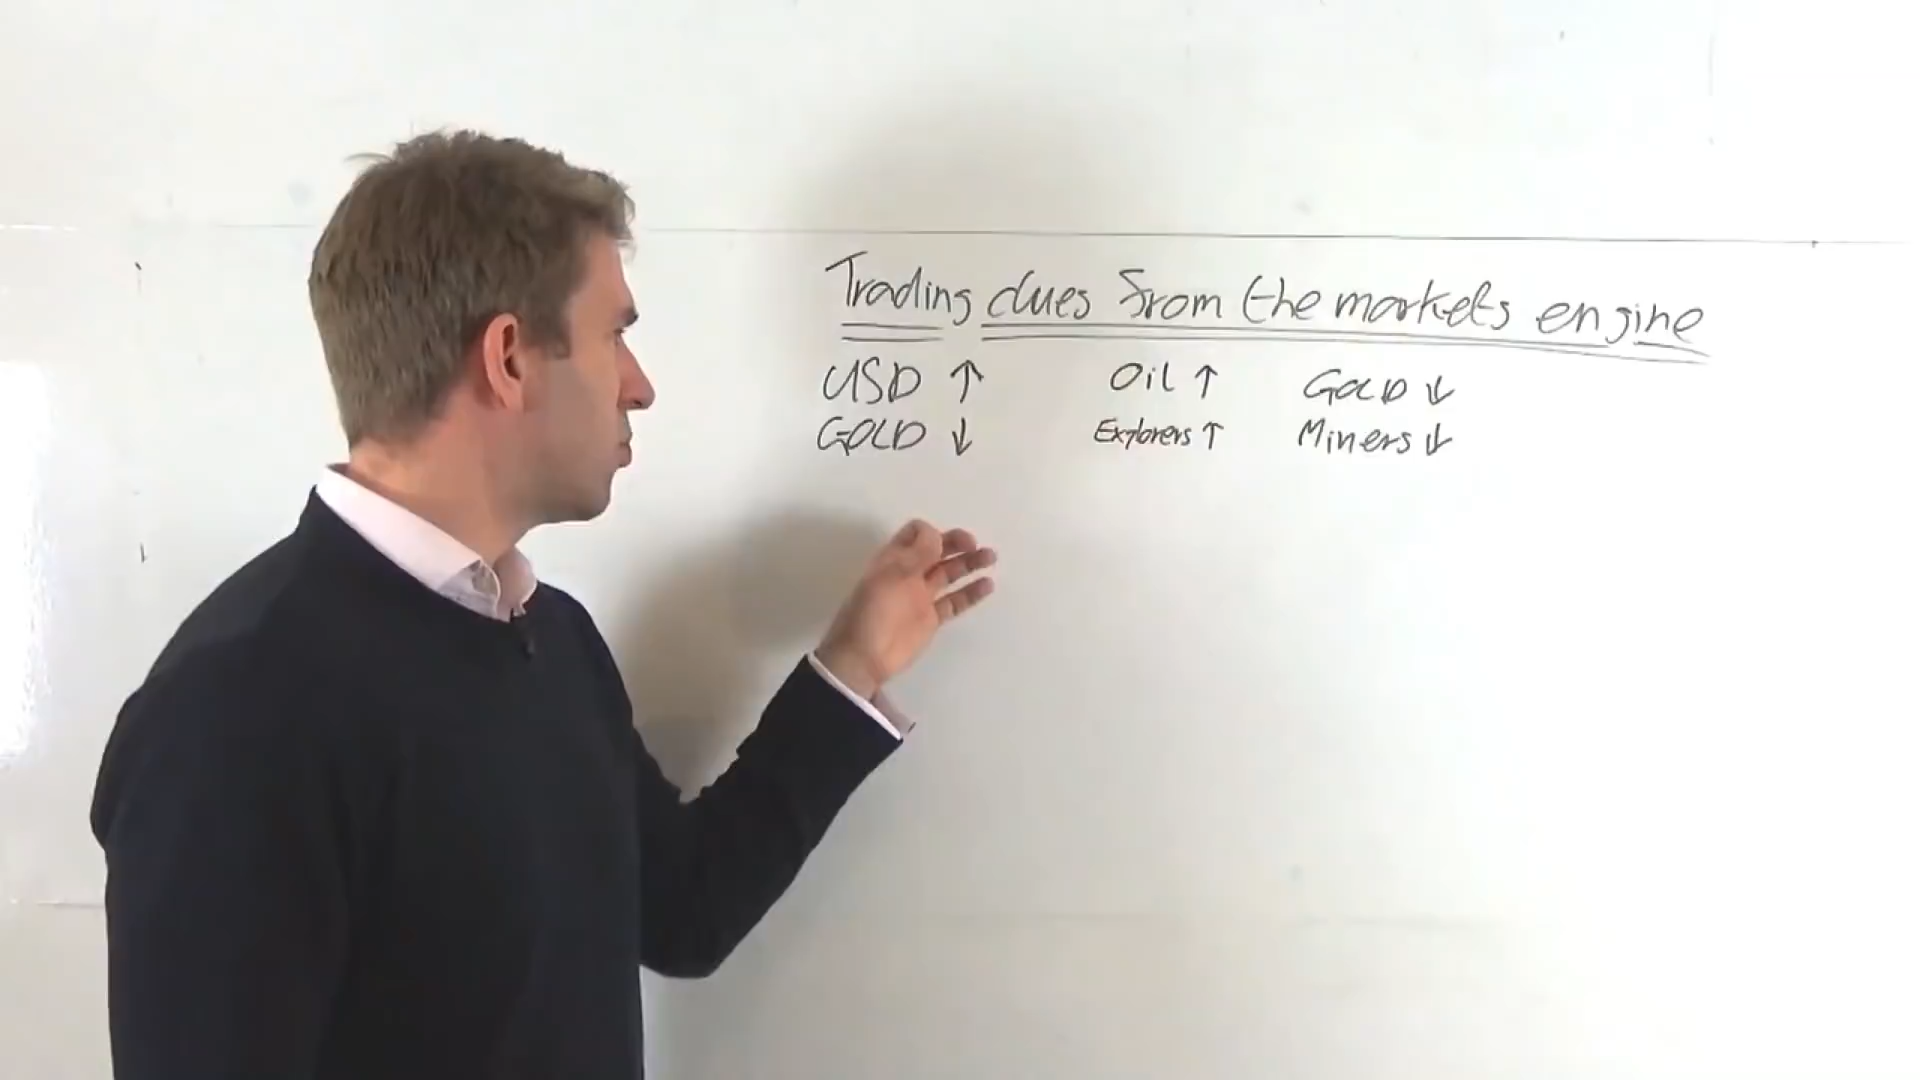 Trading clues from the markets engine
USD ↑ Oil ↑ GOLD ↓
GOLD ↓ Explorers ↑ Miners ↓